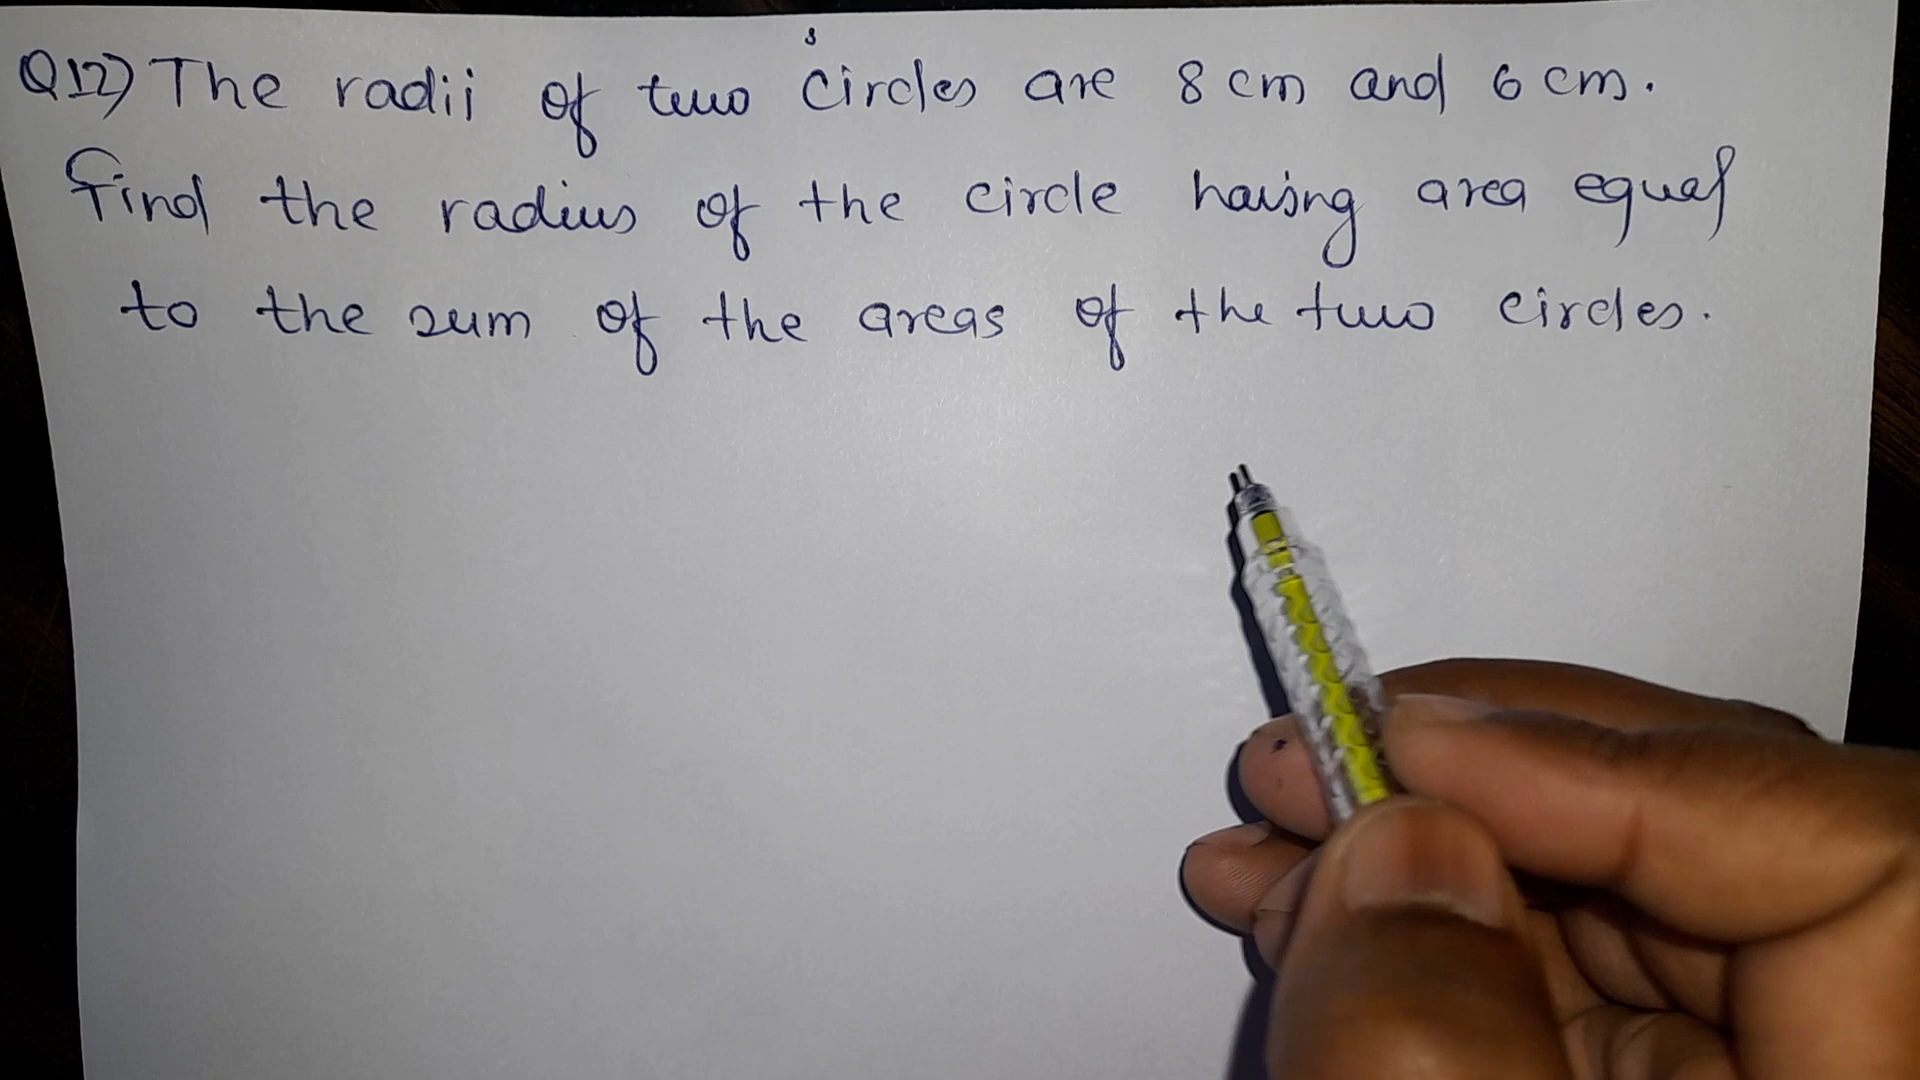 Q12) The radii of two circles are 8 cm and 6 cm.
Find the radius of the circle having area equal
to the sum of the areas of the two circles.